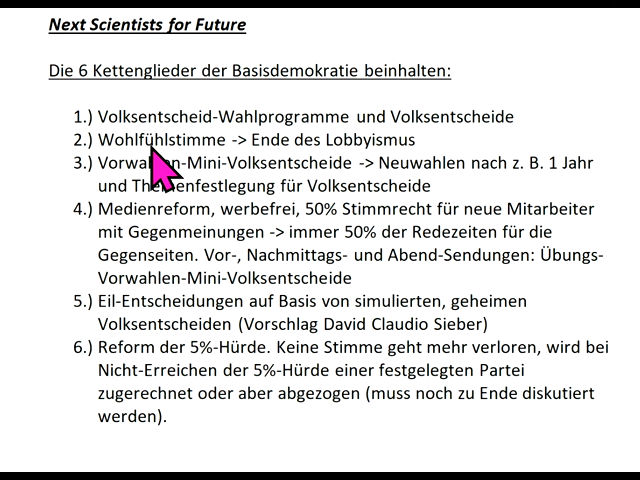 Next Scientists for Future
Die 6 Kettenglieder der Basisdemokratie beinhalten:
1.) Volksentscheid-Wahlprogramme und Volksentscheide
2.) Wohlfühlstimme -> Ende des Lobbyismus
3.) Vorwahlen-Mini-Volksentscheide -> Neuwahlen nach z. B. 1 Jahr
und Themenfestlegung für Volksentscheide
4.) Medienreform, werbefrei, 50% Stimmrecht für neue Mitarbeiter
mit Gegenmeinungen -> immer 50% der Redezeiten für die
Gegenseiten. Vor-, Nachmittags- und Abend-Sendungen: Übungs-
Vorwahlen-Mini-Volksentscheide
5.) Eil-Entscheidungen auf Basis von simulierten, geheimen
Volksentscheiden (Vorschlag David Claudio Sieber)
6.) Reform der 5%-Hürde. Keine Stimme geht mehr verloren, wird bei
Nicht-Erreichen der 5%-Hürde einer festgelegten Partei
zugerechnet oder aber abgezogen (muss noch zu Ende diskutiert
werden).